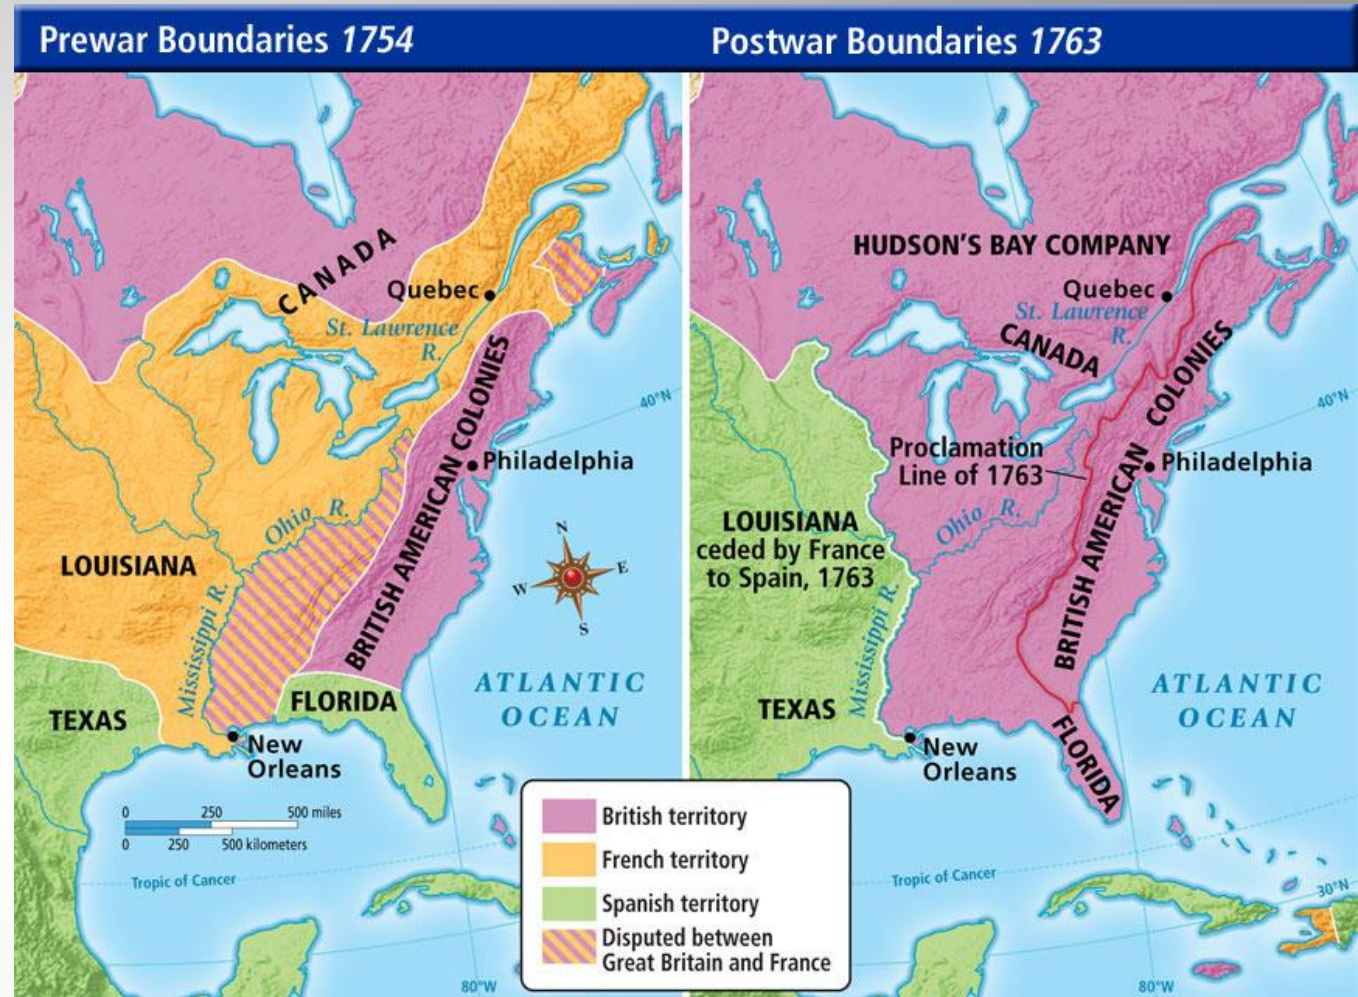 Prewar Boundaries 1754
CANADA
Quebec
St. Lawrence
R.
40°N
BRITISH AMERICAN COLONIES
Philadelphia
Ohio R.
LOUISIANA
N
W E
S
Mississippi R.
ATLANTIC
OCEAN
FLORIDA
TEXAS
New
Orleans
0 250 500 miles
0 250 500 kilometers
Tropic of Cancer
80°W
British territory
French territory
Spanish territory
Disputed between
Great Britain and France
Postwar Boundaries 1763
HUDSON'S BAY COMPANY
Quebec
St. Lawrence
R.
CANADA
40°N
BRITISH AMERICAN COLONIES
Proclamation
Line of 1763
Philadelphia
Ohio R.
LOUISIANA
ceded by France
to Spain, 1763
Mississippi R.
ATLANTIC
OCEAN
TEXAS
FLORIDA
New
Orleans
Tropic of Cancer
30°N
80°W